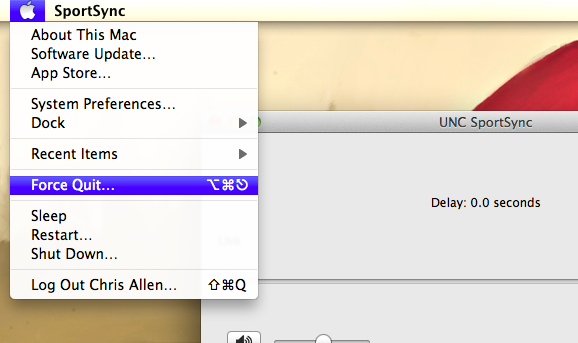 SportSync
About This Mac
Software Update...
App Store...
System Preferences...
Dock
Recent Items
Force Quit... ⌥⌘⎋
Sleep
Restart...
Shut Down...
Log Out Chris Allen... ⇧⌘Q
UNC SportSync
Delay: 0.0 seconds